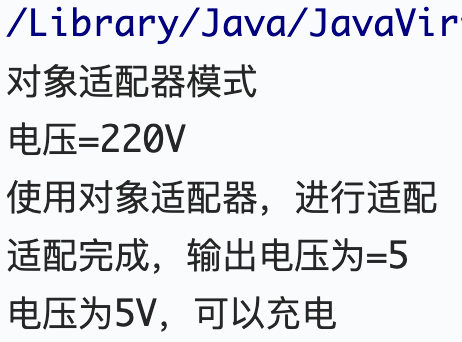 /Library/Java/JavaVir
对象适配器模式
电压=220V
使用对象适配器，进行适配
适配完成，输出电压为=5
电压为5V，可以充电